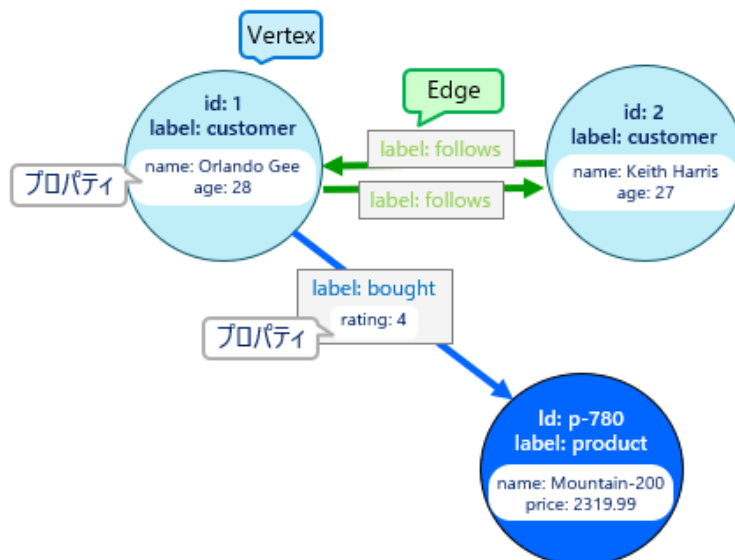 Vertex
id: 1
label: customer
name: Orlando Gee
age: 28
プロパティ
Edge
label: follows
label: follows
id: 2
label: customer
name: Keith Harris
age: 27
label: bought
rating: 4
プロパティ
Id: p-780
label: product
name: Mountain-200
price: 2319.99